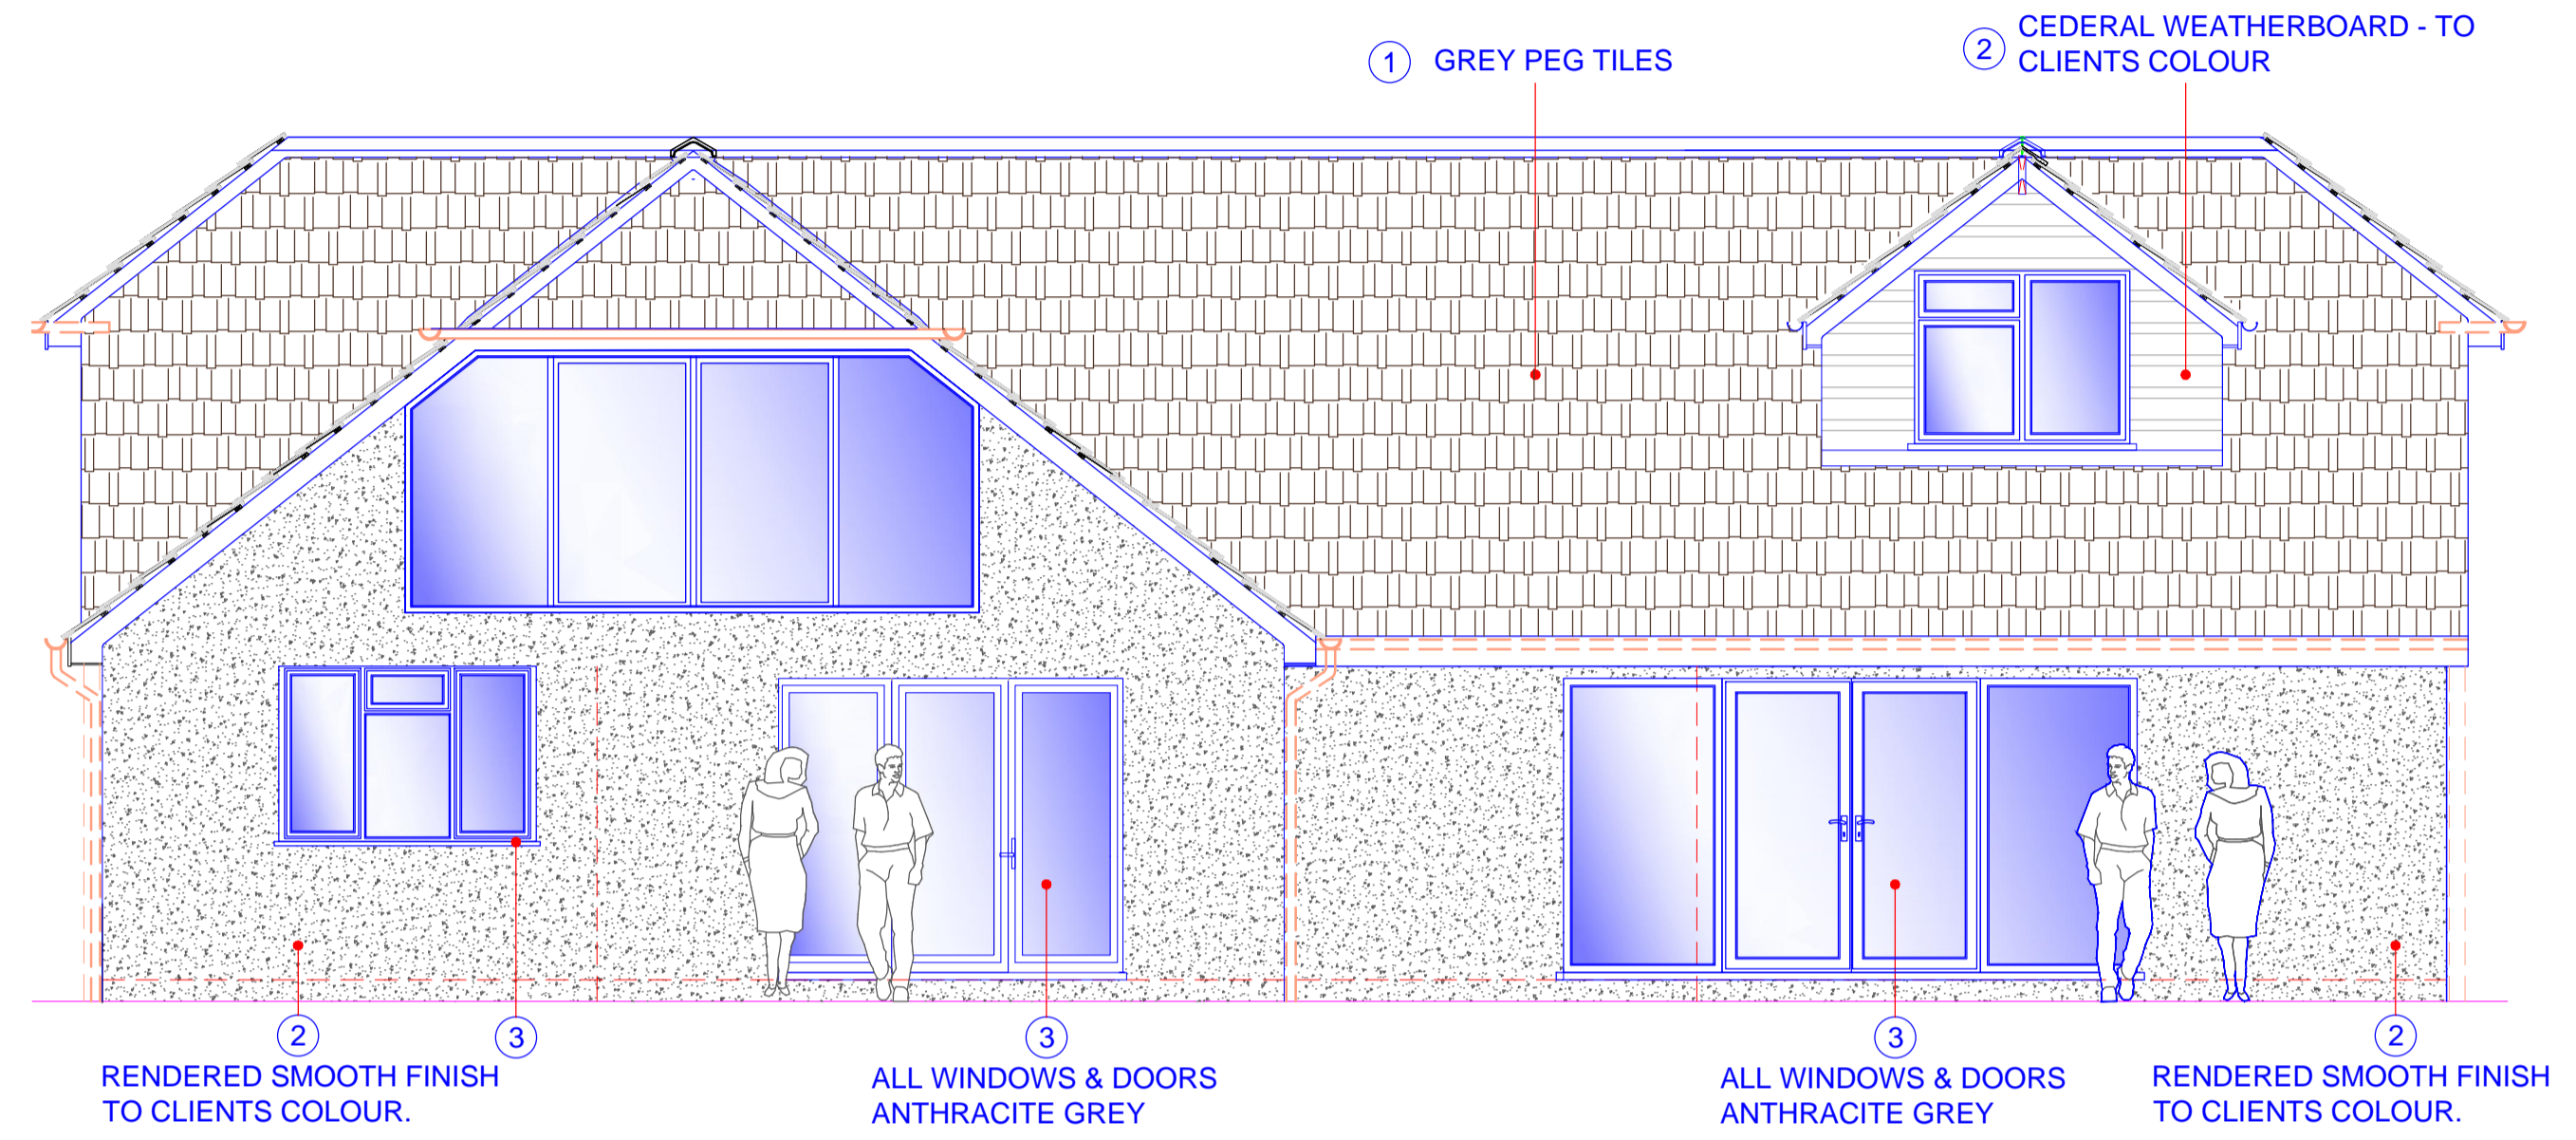 1 GREY PEG TILES
2 CEDERAL WEATHERBOARD - TO
CLIENTS COLOUR
2
RENDERED SMOOTH FINISH
TO CLIENTS COLOUR.
3
3
ALL WINDOWS & DOORS
ANTHRACITE GREY
3
ALL WINDOWS & DOORS
ANTHRACITE GREY
2
RENDERED SMOOTH FINISH
TO CLIENTS COLOUR.